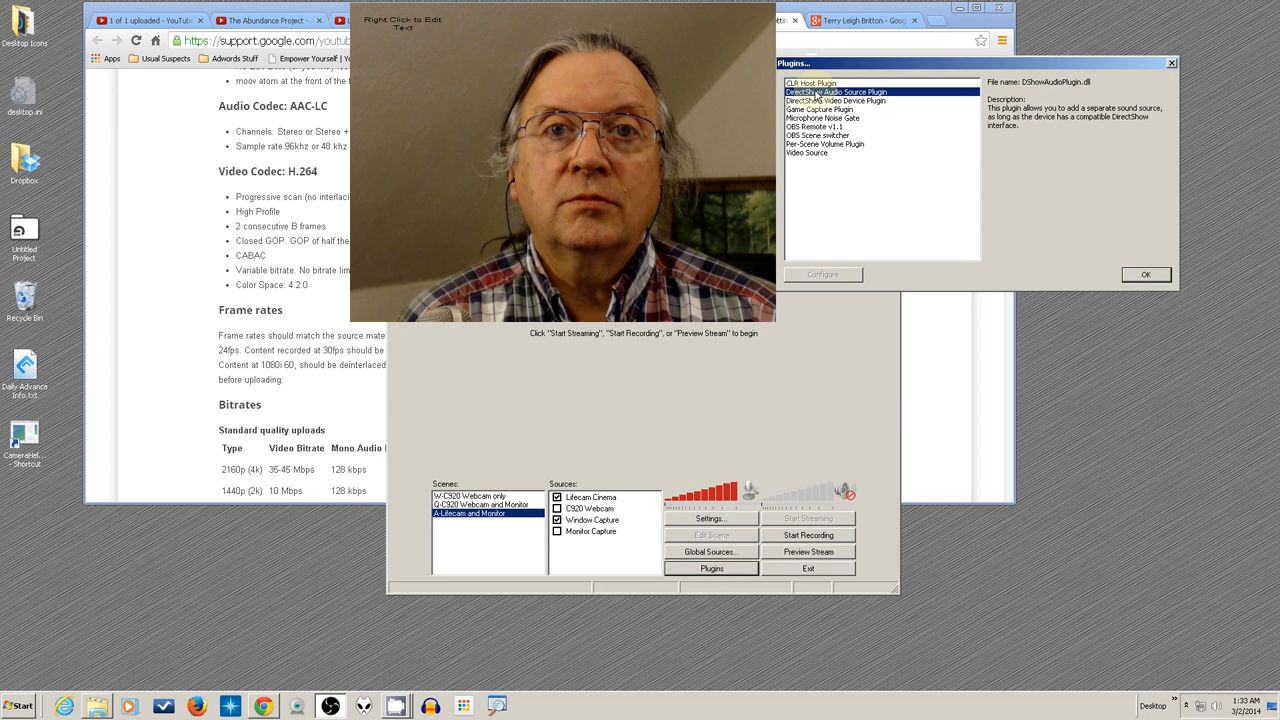 Desktop Icons
desktop.ini
Dropbox
Untitled
Project
Recycle Bin
Daily Advance
Info.txt
CameraHel...
- Shortcut
1 of 1 uploaded - YouTube
The Abundance Project -
Terry Leigh Britton - Goog
https://support.google.com/youtub
Apps
Usual Suspects
Adwords Stuff
Empower Yourself | Yo
moov atom at the front of the
Audio Codec: AAC-LC
Channels: Stereo or Stereo +
Sample rate 96khz or 48 khz
Video Codec: H.264
Progressive scan (no interlaci
High Profile
2 consecutive B frames
Closed GOP. GOP of half the
CABAC
Variable bitrate. No bitrate lim
Color Space: 4.2.0
Frame rates
Frame rates should match the source mate
24fps. Content recorded at 30fps should be
Content at 1080i 60, should be deinterlaced
before uploading.
Bitrates
Standard quality uploads
Type Video Bitrate Mono Audio
2160p (4k) 35-45 Mbps 128 kbps
1440p (2k) 10 Mbps 128 kbps
Right Click to Edit
Text
Plugins...
CLR Host Plugin
DirectShow Audio Source Plugin
DirectShow Video Device Plugin
Game Capture Plugin
Microphone Noise Gate
OBS Remote v1.1
OBS Scene switcher
Per-Scene Volume Plugin
Video Source
File name: DShowAudioPlugin.dll
Description:
This plugin allows you to add a separate sound source,
as long as the device has a compatible DirectShow
interface.
Configure
OK
Click "Start Streaming", "Start Recording", or "Preview Stream" to begin
Scenes:
W-C920 Webcam only
Q-C920 Webcam and Monitor
A-Lifecam and Monitor
Sources:
Lifecam Cinema
C920 Webcam
Window Capture
Monitor Capture
Settings...
Start Streaming
Edit Scene
Start Recording
Global Sources...
Preview Stream
Plugins
Exit
Start
Desktop
1:33 AM
3/2/2014